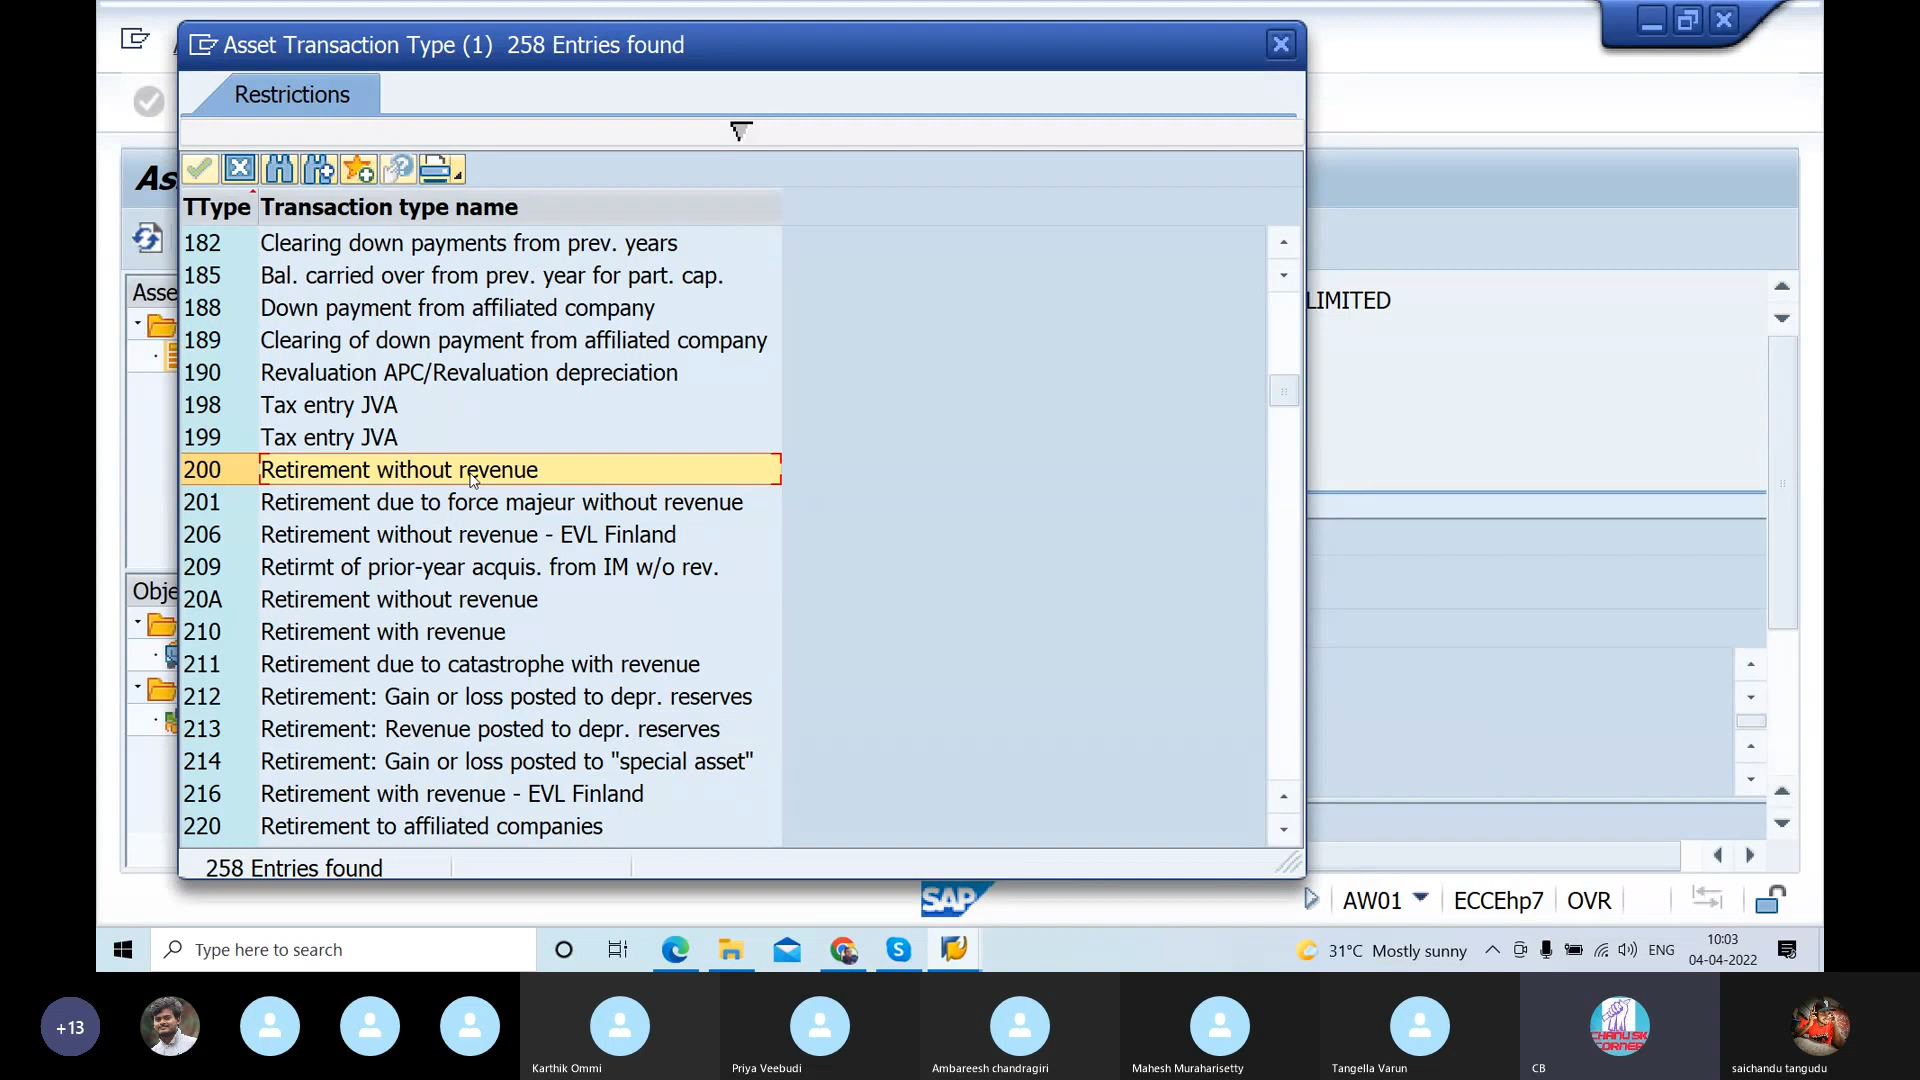 Asset Transaction Type (1) 258 Entries found
Restrictions
TType Transaction type name
182 Clearing down payments from prev. years
185 Bal. carried over from prev. year for part. cap.
188 Down payment from affiliated company
189 Clearing of down payment from affiliated company
190 Revaluation APC/Revaluation depreciation
198 Tax entry JVA
199 Tax entry JVA
200 Retirement without revenue
201 Retirement due to force majeur without revenue
206 Retirement without revenue - EVL Finland
209 Retirmt of prior-year acquis. from IM w/o rev.
20A Retirement without revenue
210 Retirement with revenue
211 Retirement due to catastrophe with revenue
212 Retirement: Gain or loss posted to depr. reserves
213 Retirement: Revenue posted to depr. reserves
214 Retirement: Gain or loss posted to "special asset"
216 Retirement with revenue - EVL Finland
220 Retirement to affiliated companies
258 Entries found
As
Asse
Obje
LIMITED
SAP
AW01 ECCEhp7 OVR
Type here to search
31°C Mostly sunny
ENG
10:03
04-04-2022
+13
Karthik Ommi
Priya Veebudi
Ambareesh chandragiri
Mahesh Muraharisetty
Tangella Varun
CHANU SK
CORNER
CB
saichandu tangudu